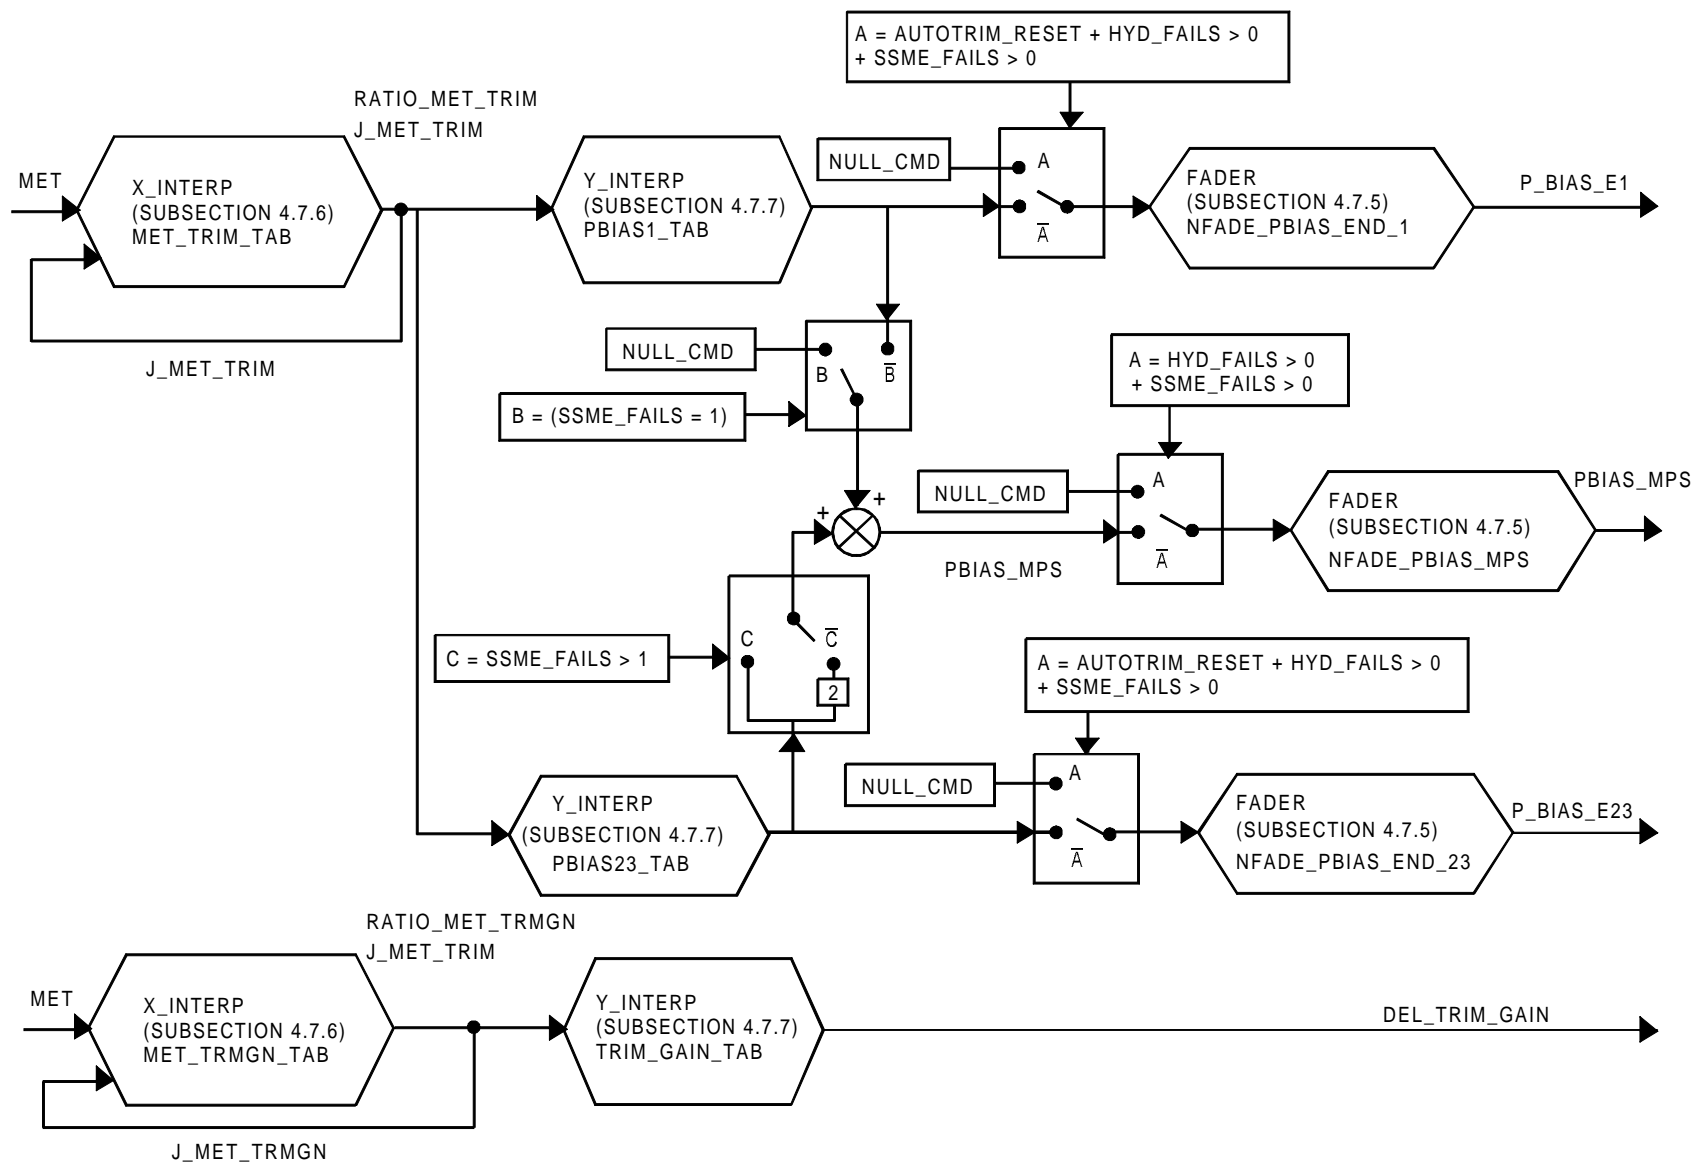 A = AUTOTRIM_RESET + HYD_FAILS > 0
+ SSME_FAILS > 0
RATIO_MET_TRIM
J_MET_TRIM
MET
X_INTERP
(SUBSECTION 4.7.6)
MET_TRIM_TAB
J_MET_TRIM
Y_INTERP
(SUBSECTION 4.7.7)
PBIAS1_TAB
NULL_CMD
A
A̅
FADER
(SUBSECTION 4.7.5)
NFADE_PBIAS_END_1
P_BIAS_E1
NULL_CMD
B
B̅
B = (SSME_FAILS = 1)
A = HYD_FAILS > 0
+ SSME_FAILS > 0
+
+
NULL_CMD
A
A̅
PBIAS_MPS
FADER
(SUBSECTION 4.7.5)
NFADE_PBIAS_MPS
PBIAS_MPS
C = SSME_FAILS > 1
C
C̅
2
A = AUTOTRIM_RESET + HYD_FAILS > 0
+ SSME_FAILS > 0
Y_INTERP
(SUBSECTION 4.7.7)
PBIAS23_TAB
NULL_CMD
A
A̅
FADER
(SUBSECTION 4.7.5)
NFADE_PBIAS_END_23
P_BIAS_E23
RATIO_MET_TRMGN
J_MET_TRIM
MET
X_INTERP
(SUBSECTION 4.7.6)
MET_TRMGN_TAB
J_MET_TRMGN
Y_INTERP
(SUBSECTION 4.7.7)
TRIM_GAIN_TAB
DEL_TRIM_GAIN